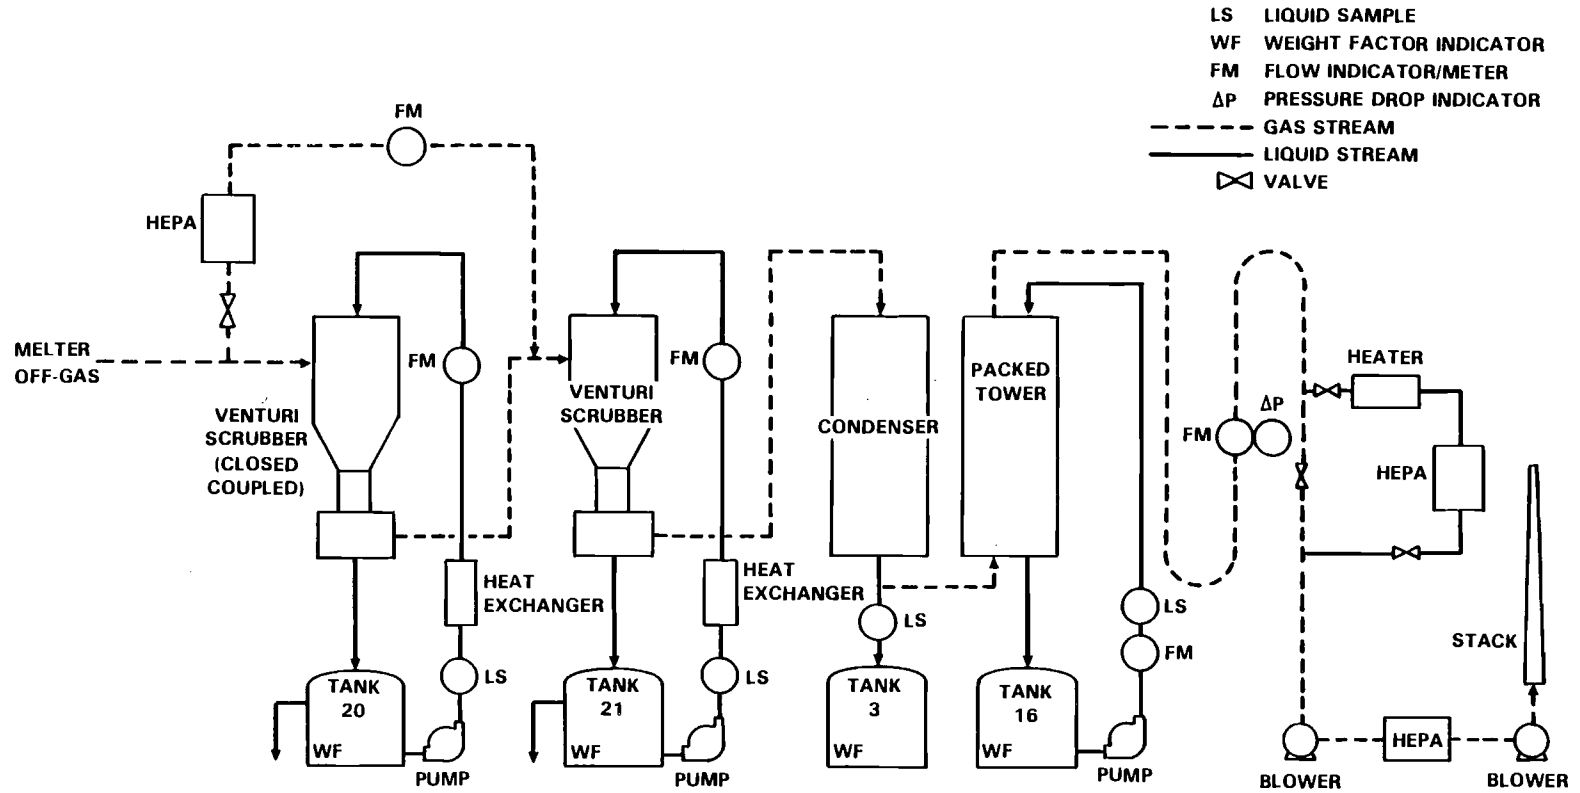 LS LIQUID SAMPLE
WF WEIGHT FACTOR INDICATOR
FM FLOW INDICATOR/METER
ΔP PRESSURE DROP INDICATOR
GAS STREAM
LIQUID STREAM
VALVE
FM
HEPA
MELTER
OFF-GAS
VENTURI
SCRUBBER
(CLOSED
COUPLED)
FM
HEAT
EXCHANGER
LS
TANK
20
WF
PUMP
VENTURI
SCRUBBER
FM
HEAT
EXCHANGER
LS
TANK
21
WF
PUMP
CONDENSER
LS
TANK
3
WF
PACKED
TOWER
LS
FM
TANK
16
WF
PUMP
FM
ΔP
HEATER
HEPA
STACK
BLOWER
HEPA
BLOWER